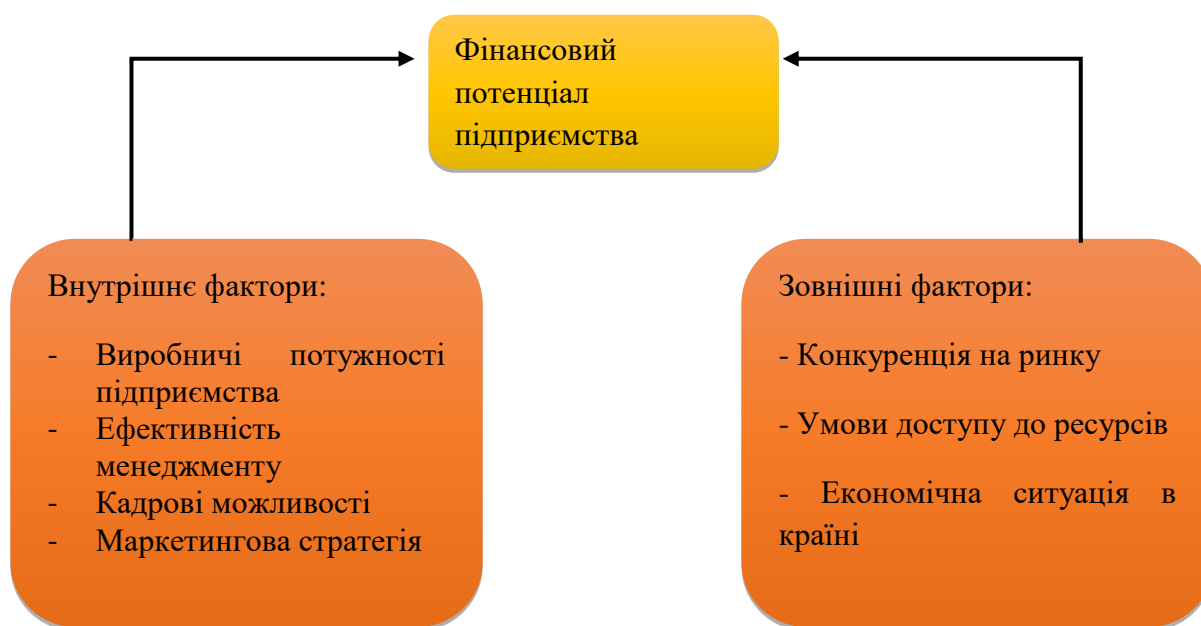 Фінансовий
потенціал
підприємства
Внутрішнє фактори:
- Виробничі потужності
підприємства
- Ефективність
менеджменту
- Кадрові можливості
- Маркетингова стратегія
Зовнішні фактори:
- Конкуренція на ринку
- Умови доступу до ресурсів
- Економічна ситуація в
країні